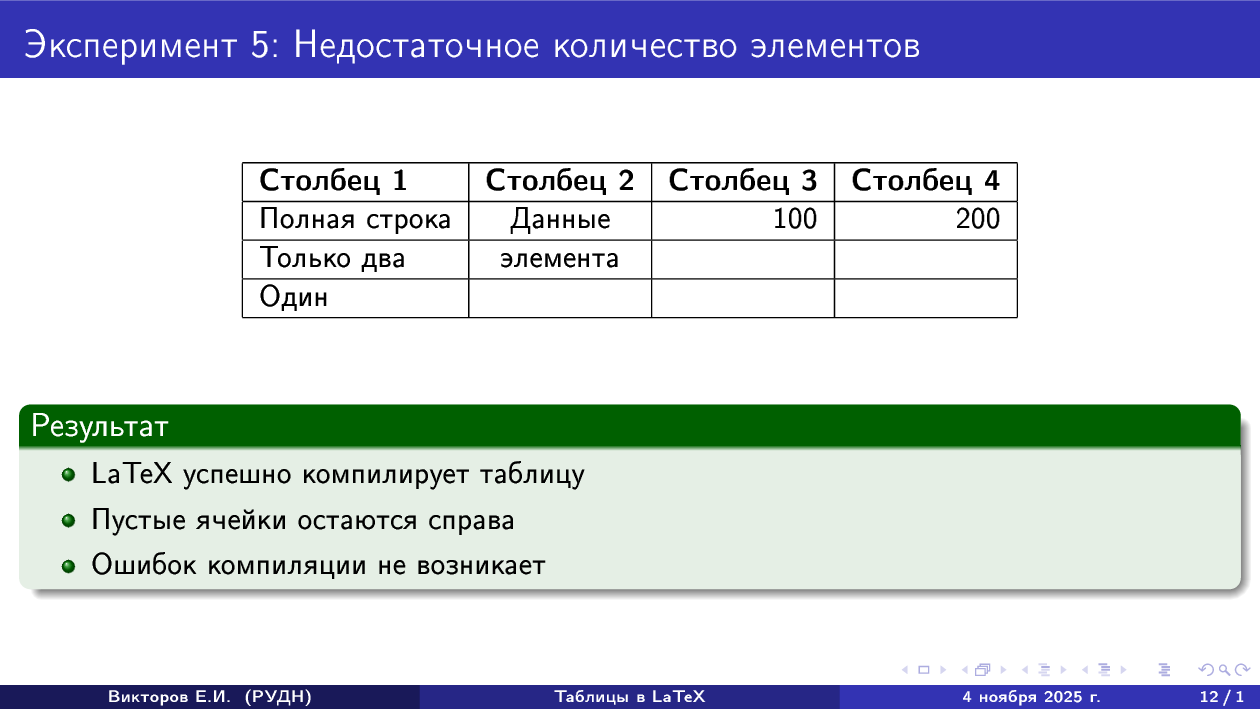 Эксперимент 5: Недостаточное количество элементов
Столбец 1 Столбец 2 Столбец 3 Столбец 4
Полная строка Данные 100 200
Только два элемента
Один
Результат
LaTeX успешно компилирует таблицу
Пустые ячейки остаются справа
Ошибок компиляции не возникает
Викторов Е.И. (РУДН) Таблицы в LaTeX 4 ноября 2025 г. 12 / 1